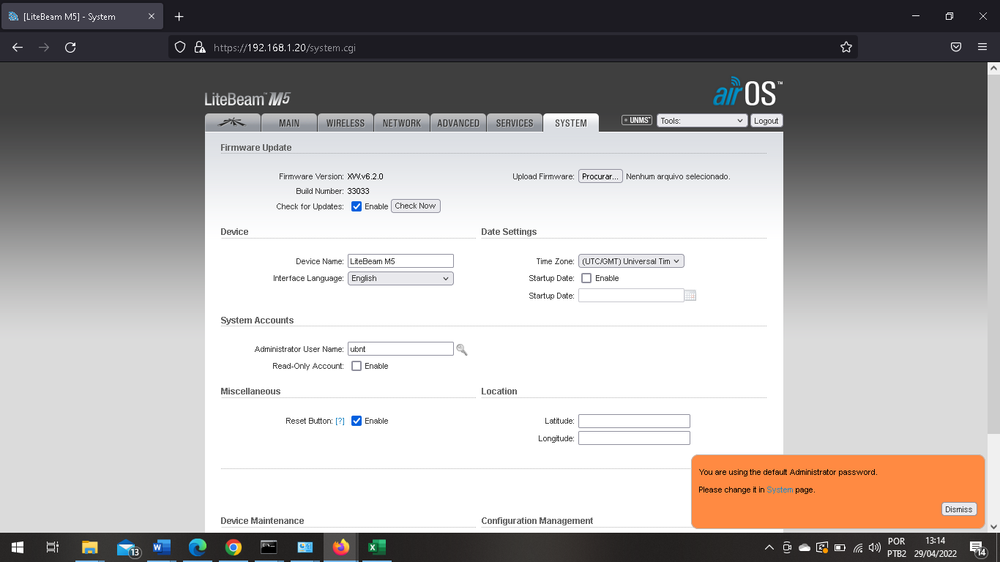 [LiteBeam M5] - System
https://192.168.1.20/system.cgi
LiteBeam™ M5
airOS™
MAIN WIRELESS NETWORK ADVANCED SERVICES SYSTEM UNMS™ Tools: Logout
Firmware Update
Firmware Version: XW.v6.2.0 Upload Firmware: Procurar... Nenhum arquivo selecionado.
Build Number: 33033
Check for Updates: Enable Check Now
Device Date Settings
Device Name: LiteBeam M5 Time Zone: (UTC/GMT) Universal Tim
Interface Language: English Startup Date: Enable
Startup Date:
System Accounts
Administrator User Name: ubnt
Read-Only Account: Enable
Miscellaneous Location
Reset Button: [?] Enable Latitude:
Longitude:
You are using the default Administrator password.
Please change it in System page.
Dismiss
Device Maintenance Configuration Management
13 POR 13:14
PTB2 29/04/2022 14